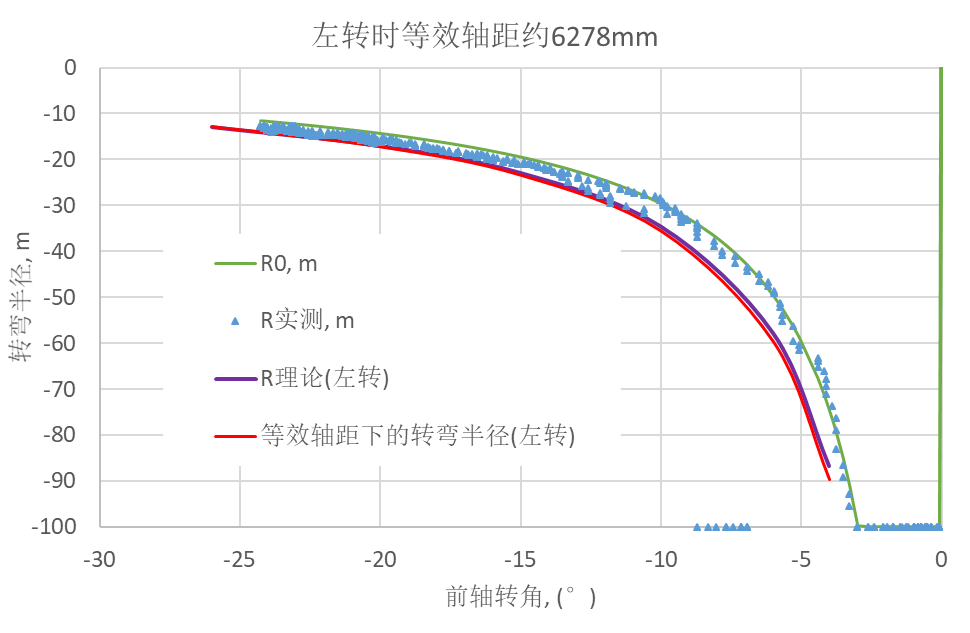 左转时等效轴距约6278mm
0
-10
-20
-30
-40
-50
-60
-70
-80
-90
-100
转弯半径, m
R0, m
R实测, m
R理论(左转)
等效轴距下的转弯半径(左转)
-30 -25 -20 -15 -10 -5 0
前轴转角, (°)